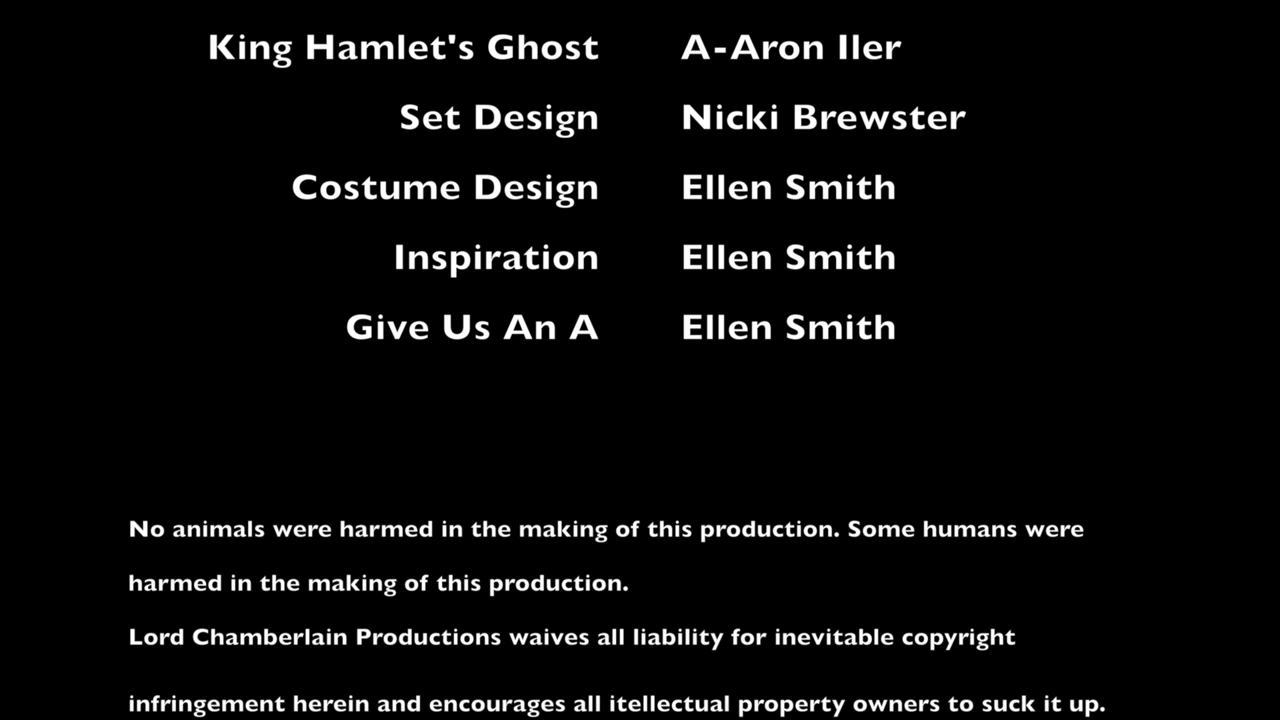 King Hamlet's Ghost A-Aron Iler
Set Design Nicki Brewster
Costume Design Ellen Smith
Inspiration Ellen Smith
Give Us An A Ellen Smith
No animals were harmed in the making of this production. Some humans were
harmed in the making of this production.
Lord Chamberlain Productions waives all liability for inevitable copyright
infringement herein and encourages all itellectual property owners to suck it up.